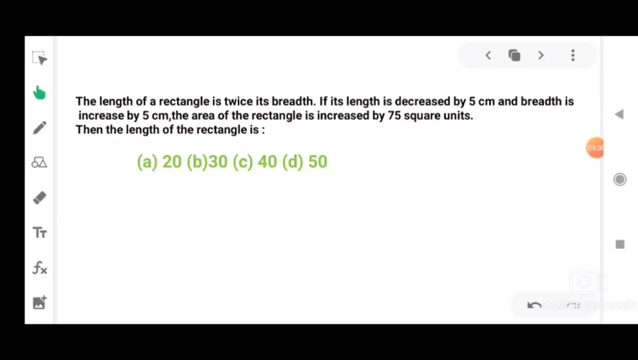 The length of a rectangle is twice its breadth. If its length is decreased by 5 cm and breadth is
increase by 5 cm,the area of the rectangle is increased by 75 square units.
Then the length of the rectangle is :
(a) 20 (b)30 (c) 40 (d) 50
Tт
fx